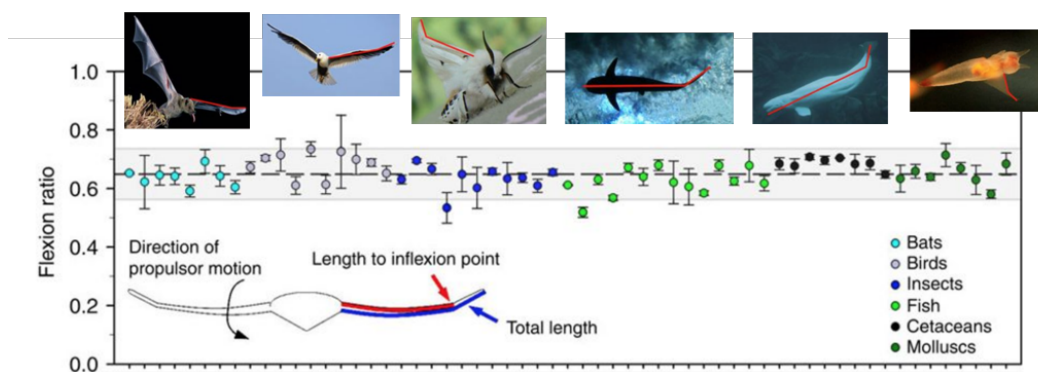 1.0
0.8
0.6
0.4
0.2
0.0
Flexion ratio
Direction of
propulsor motion
Length to inflexion point
Total length
Bats
Birds
Insects
Fish
Cetaceans
Molluscs